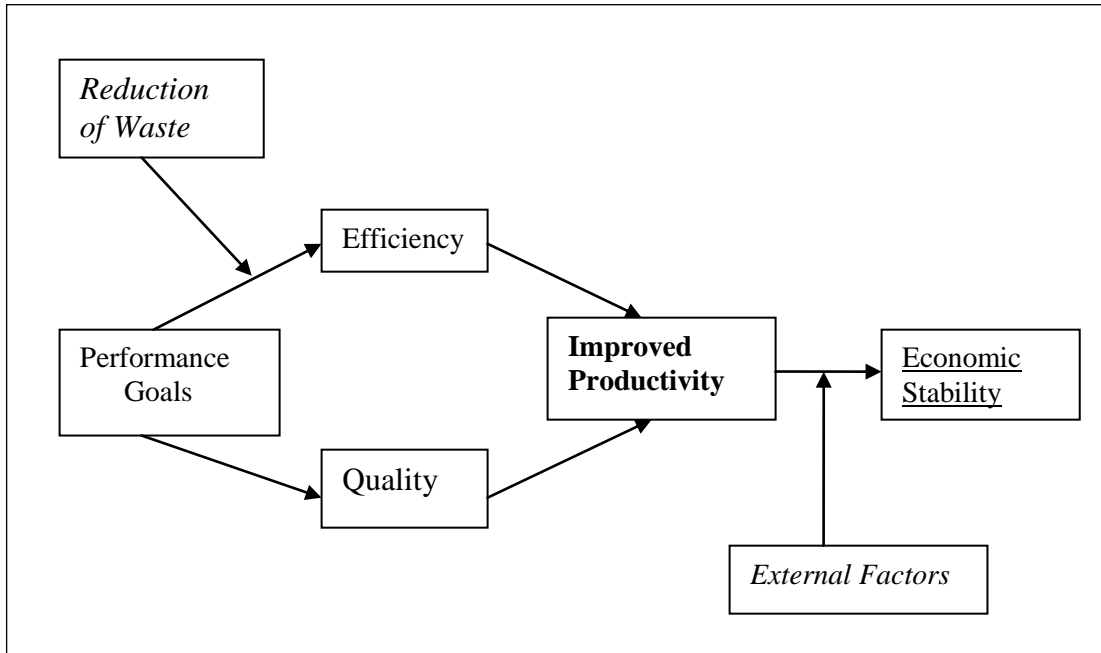 Reduction
of Waste
Efficiency
Performance
Goals
Improved
Productivity
Economic
Stability
Quality
External Factors